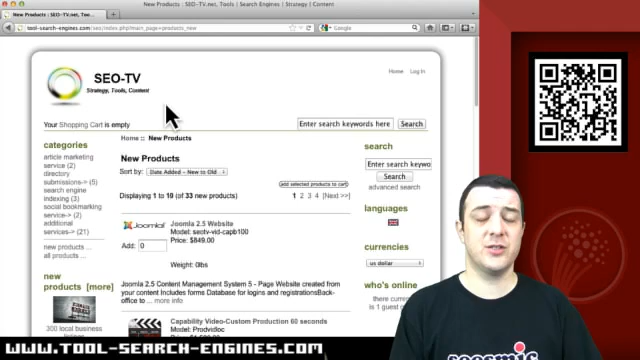 New Products : SEO-TV.net, Tools | Search Engines | Strategy | Content
New Products : SEO-TV.net, Too...
tool-search-engines.com/seo/index.php?main_page=products_new
Google
SEO-TV
Strategy, Tools, Content
Home Log In
Your Shopping Cart is empty
Enter search keywords here
Search
Home :: New Products
categories
article marketing
service (2)
directory
submissions-> (5)
search engine
indexing (3)
social bookmarking
service-> (2)
additional
services-> (21)
new products ...
all products ...
new
products [more]
300 local business
New Products
Sort by: Date Added - New to Old
add selected products to cart
Displaying 1 to 10 (of 33 new products)
1 2 3 4 [Next >>]
Joomla!
Joomla 2.5 Website
Model: seotv-vid-capb100
Price: $849.00
Add: 0
Weight: 0lbs
Joomla 2.5 Content Management System 5 - Page Website created from
your content Includes forms Database for logins and registrationsBack-
office to ... more info
Capability Video-Custom Production 60 seconds
Model: Prodvidoc
search
Enter search keywo
Search
advanced search
languages
currencies
us dollar
who's online
there curren
is 1 guest o
www.tool-search-engines.com